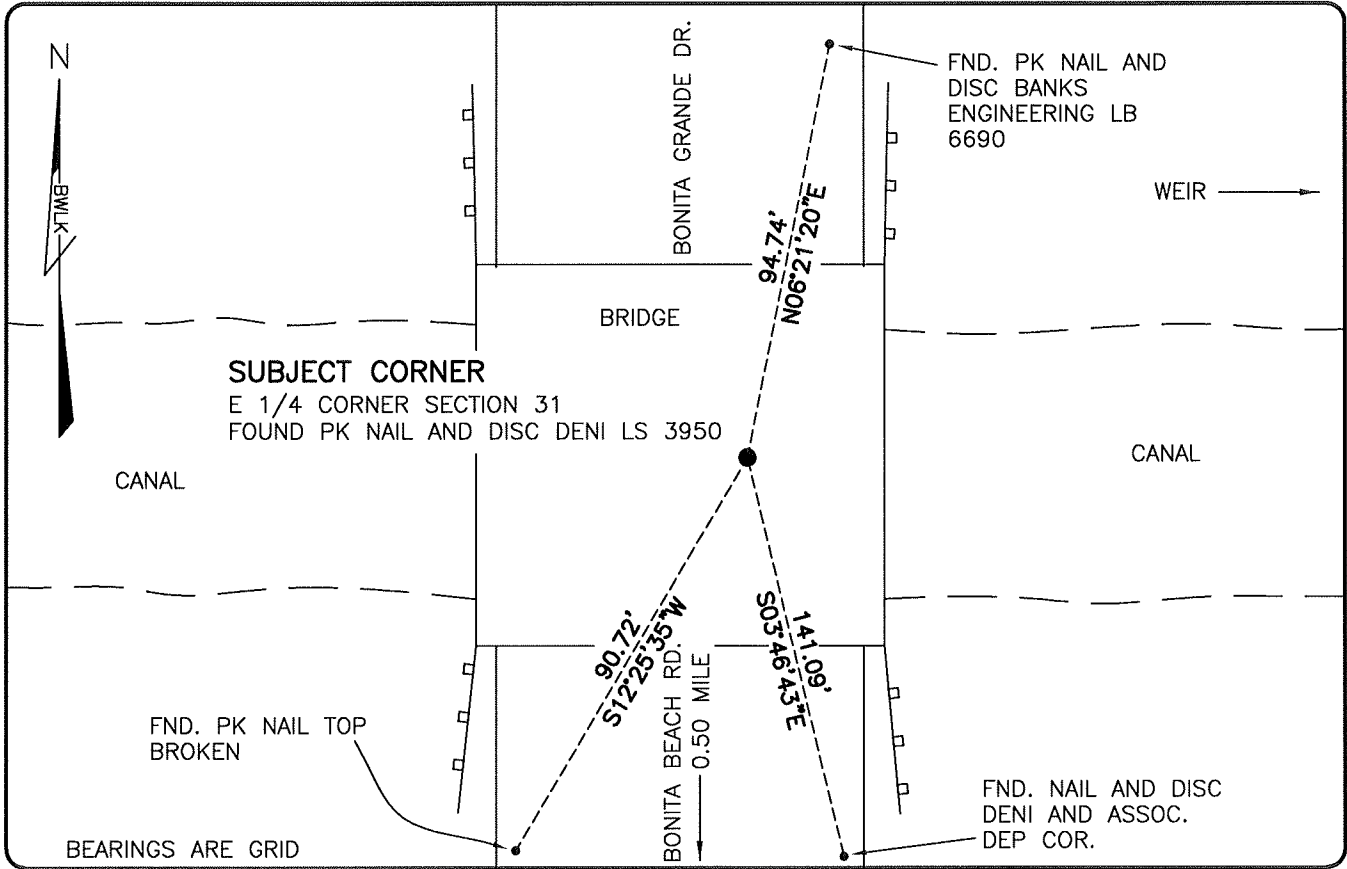 N
BWLK
BONITA GRANDE DR.
FND. PK NAIL AND
DISC BANKS
ENGINEERING LB
6690
WEIR
94.74'
N06°21'20"E
BRIDGE
SUBJECT CORNER
E 1/4 CORNER SECTION 31
FOUND PK NAIL AND DISC DENI LS 3950
CANAL
CANAL
90.72'
S12°25'35"W
141.09'
S03°46'43"E
BONITA BEACH RD.
0.50 MILE
FND. PK NAIL TOP
BROKEN
FND. NAIL AND DISC
DENI AND ASSOC.
DEP COR.
BEARINGS ARE GRID